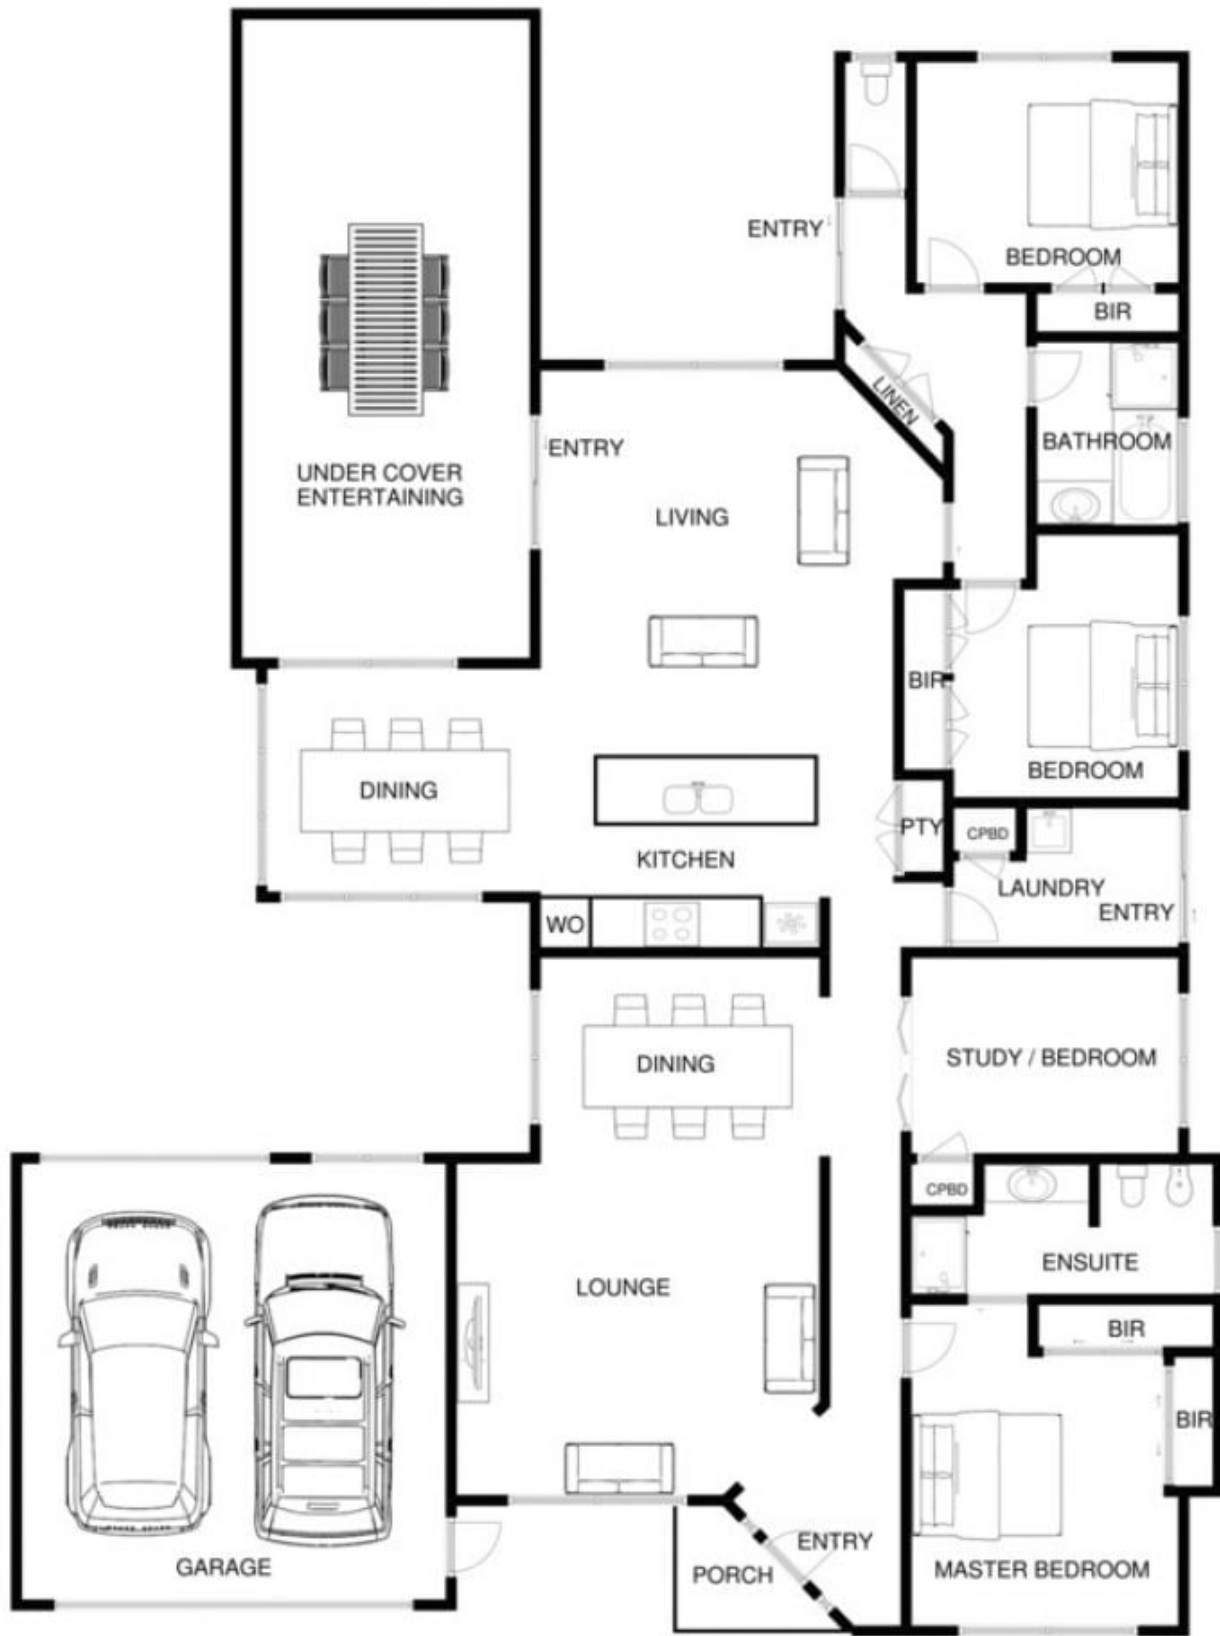 ENTRY
BEDROOM
BIR
LINEN
BATHROOM
ENTRY
UNDER COVER
ENTERTAINING
LIVING
BIR
BEDROOM
DINING
PTY
CPBD
KITCHEN
LAUNDRY
ENTRY
WO
DINING
STUDY / BEDROOM
CPBD
ENSUITE
LOUNGE
BIR
BIR
ENTRY
GARAGE
PORCH
MASTER BEDROOM